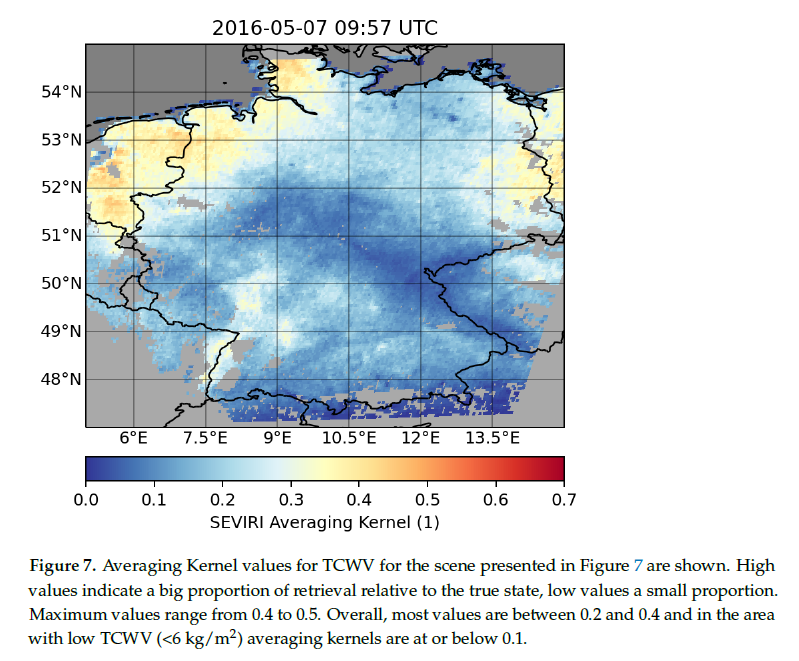 2016-05-07 09:57 UTC
54°N
53°N
52°N
51°N
50°N
49°N
48°N
6°E 7.5°E 9°E 10.5°E 12°E 13.5°E
0.0 0.1 0.2 0.3 0.4 0.5 0.6 0.7
SEVIRI Averaging Kernel (1)
Figure 7. Averaging Kernel values for TCWV for the scene presented in Figure 7 are shown. High
values indicate a big proportion of retrieval relative to the true state, low values a small proportion.
Maximum values range from 0.4 to 0.5. Overall, most values are between 0.2 and 0.4 and in the area
with low TCWV (<6 kg/m²) averaging kernels are at or below 0.1.